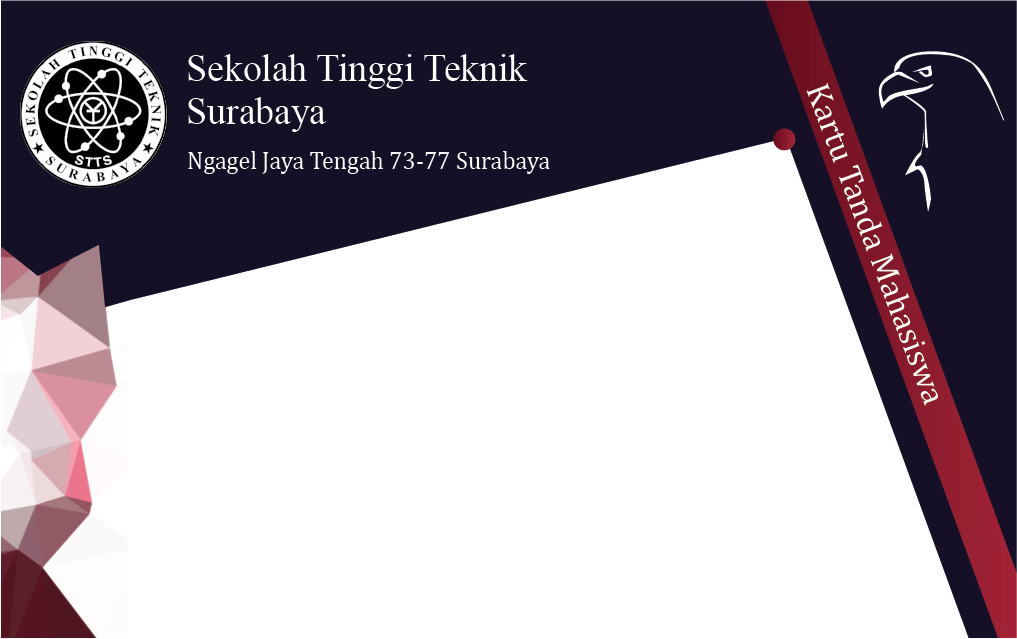 SEKOLAH TINGGI TEKNIK
STTS
SURABAYA
Sekolah Tinggi Teknik
Surabaya
Ngagel Jaya Tengah 73-77 Surabaya
Kartu Tanda Mahasiswa